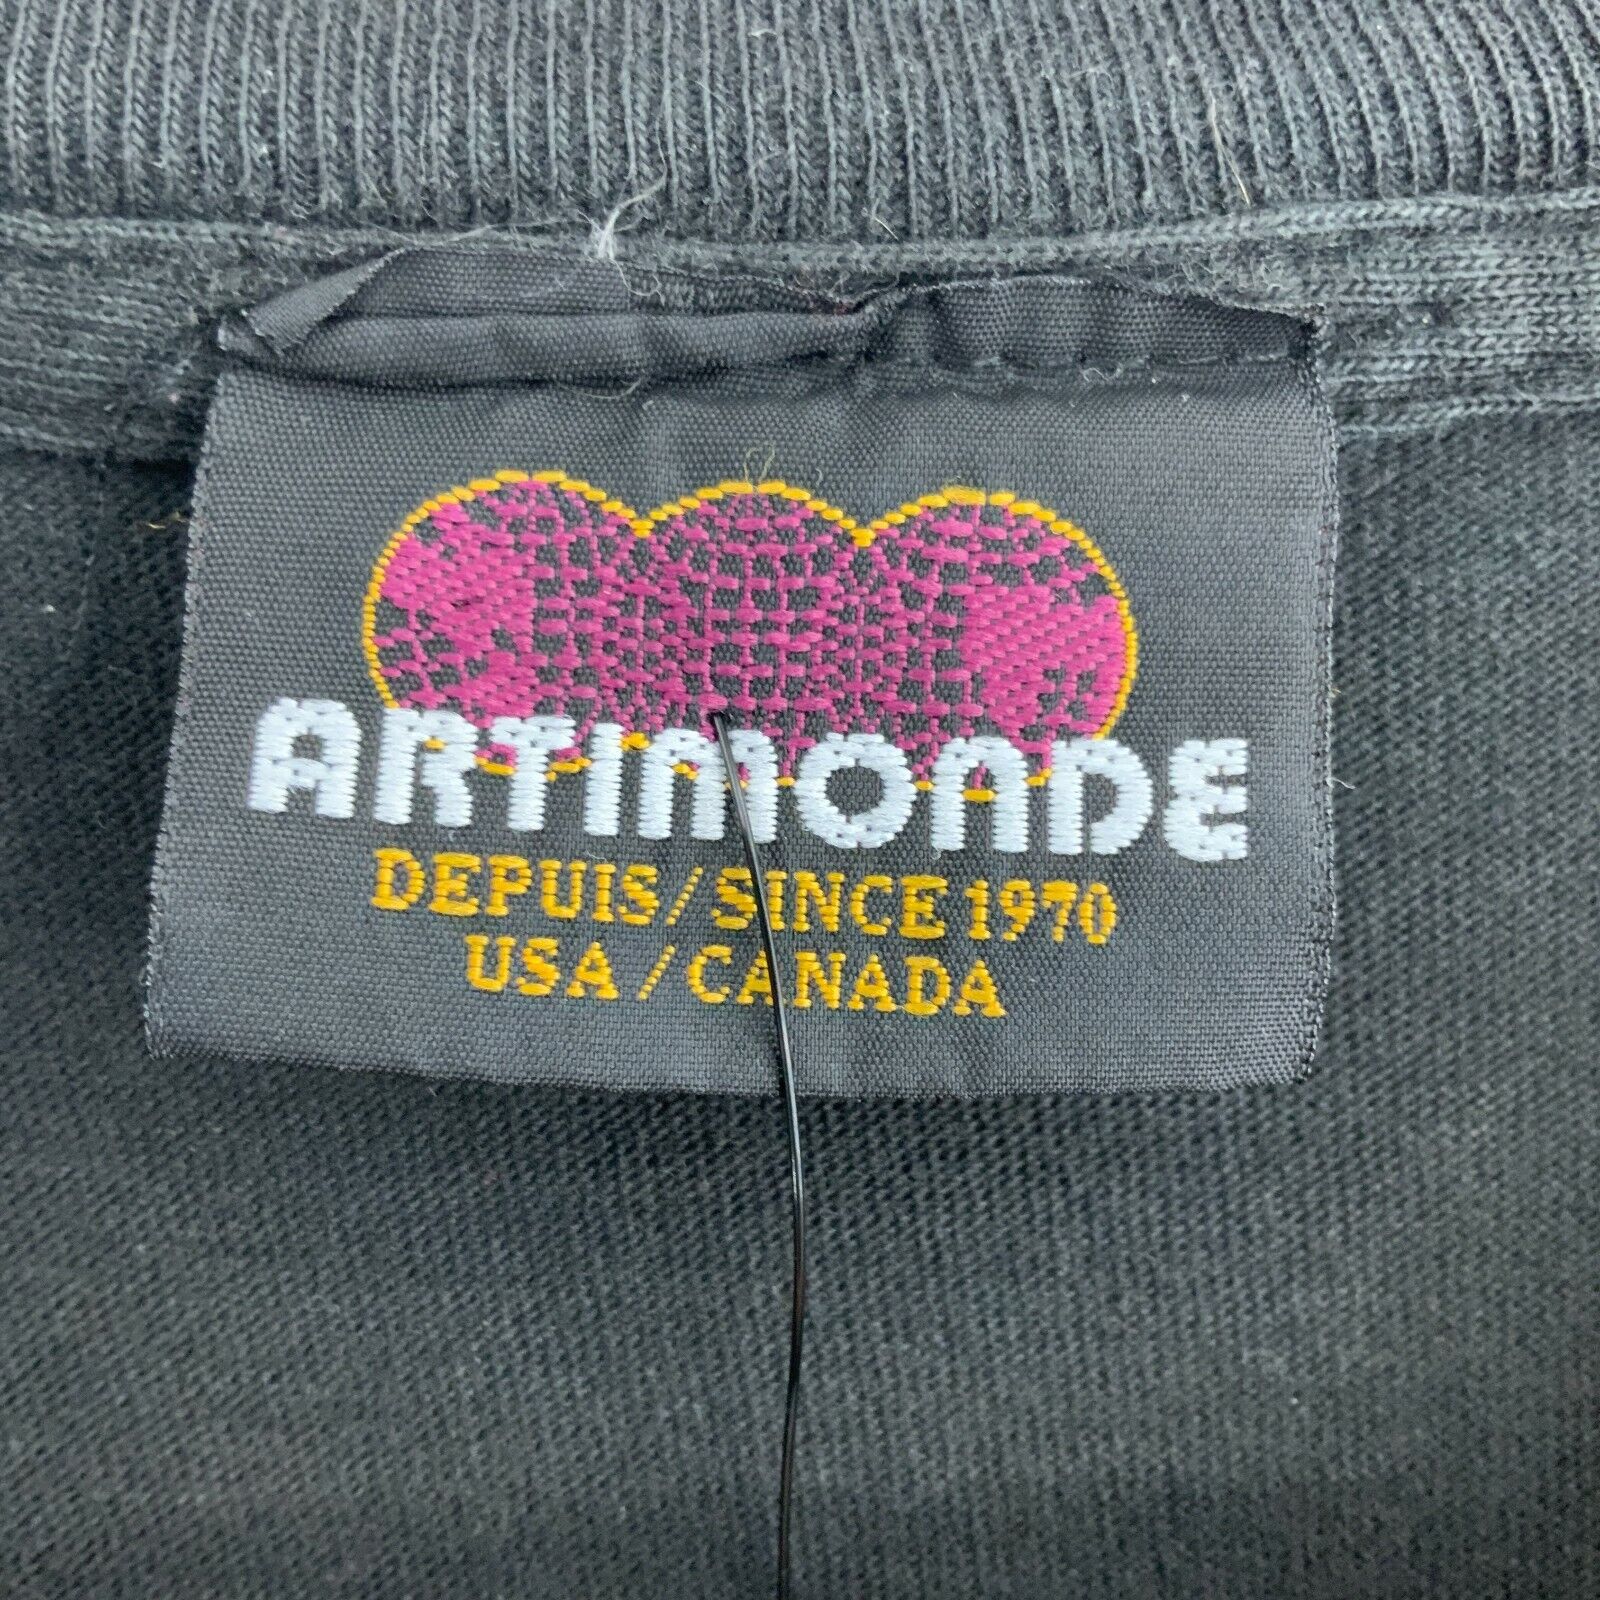 ARTIMONDE
DEPUIS/SINCE 1970
USA/CANADA